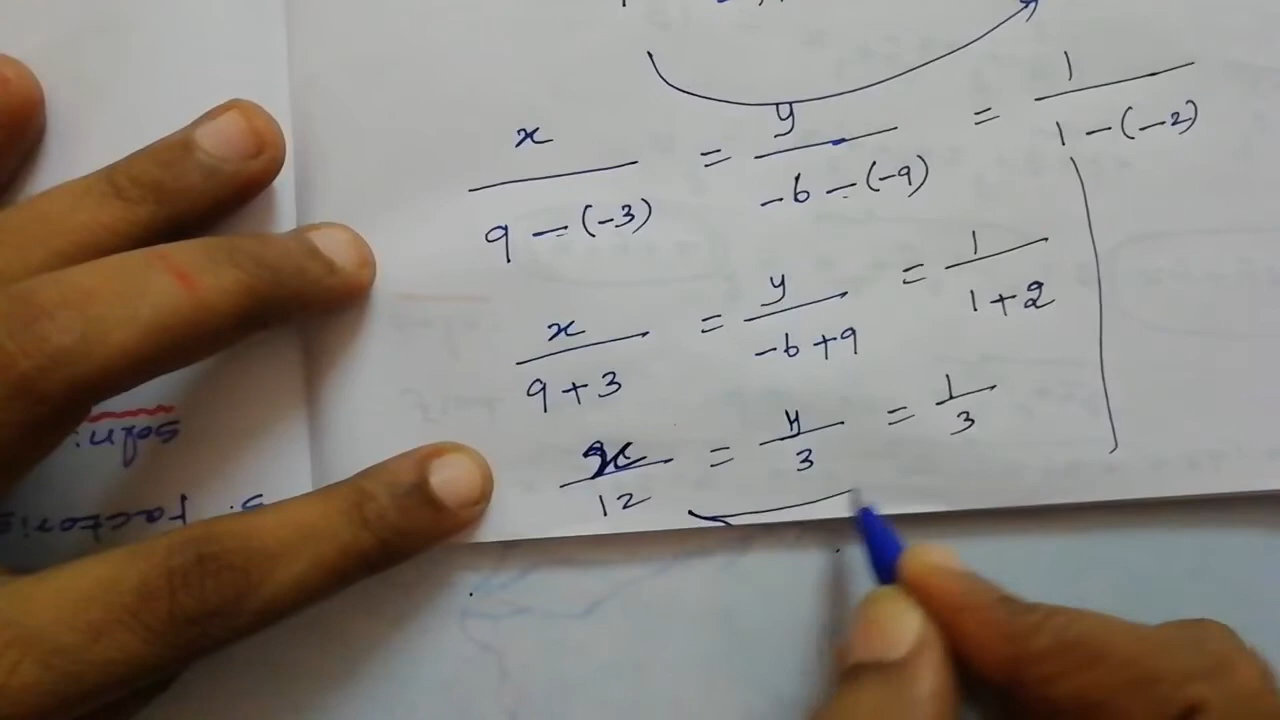 x/(9-(-3)) = y/(-6-(-9)) = 1/(1-(-2))
x/(9+3) = y/(-6+9) = 1/(1+2)
x/12 = y/3 = 1/3
Soln:
5. Factoris